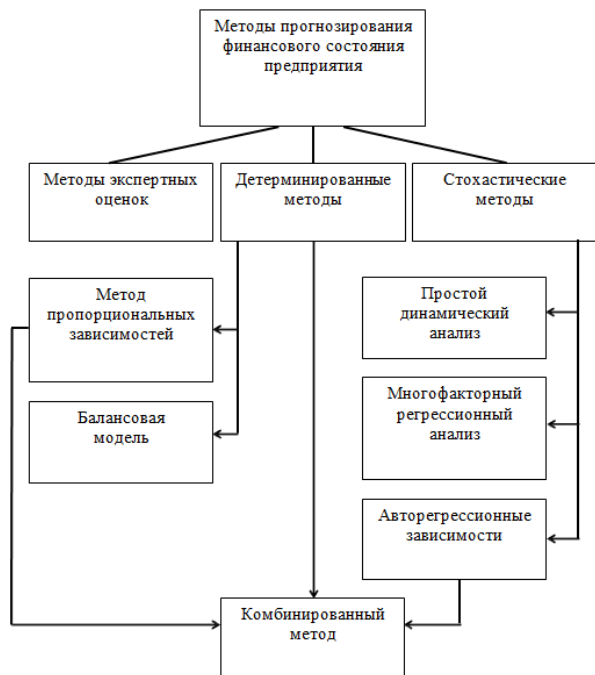 Методы прогнозирования
финансового состояния
предприятия
Методы экспертных
оценок
Детерминированные
методы
Стохастические
методы
Метод
пропорциональных
зависимостей
Простой
динамический
анализ
Балансовая
модель
Многофакторный
регрессионный
анализ
Авторегрессионные
зависимости
Комбинированный
метод